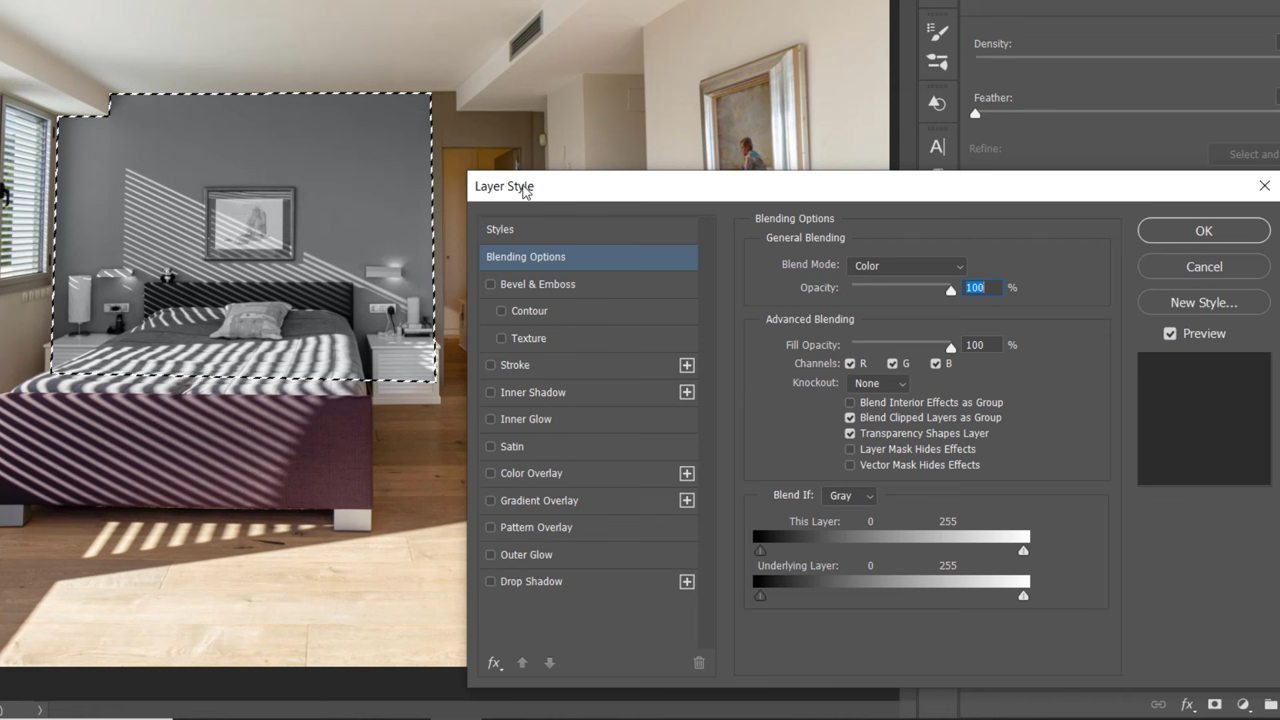 Density:
Feather:
Refine:
Select and
Layer Style
Styles
Blending Options
Bevel & Emboss
Contour
Texture
Stroke
Inner Shadow
Inner Glow
Satin
Color Overlay
Gradient Overlay
Pattern Overlay
Outer Glow
Drop Shadow
fx
Blending Options
General Blending
Blend Mode: Color
Opacity: 100 %
Advanced Blending
Fill Opacity: 100 %
Channels: R G B
Knockout: None
Blend Interior Effects as Group
Blend Clipped Layers as Group
Transparency Shapes Layer
Layer Mask Hides Effects
Vector Mask Hides Effects
Blend If: Gray
This Layer: 0 255
Underlying Layer: 0 255
OK
Cancel
New Style...
Preview
fx